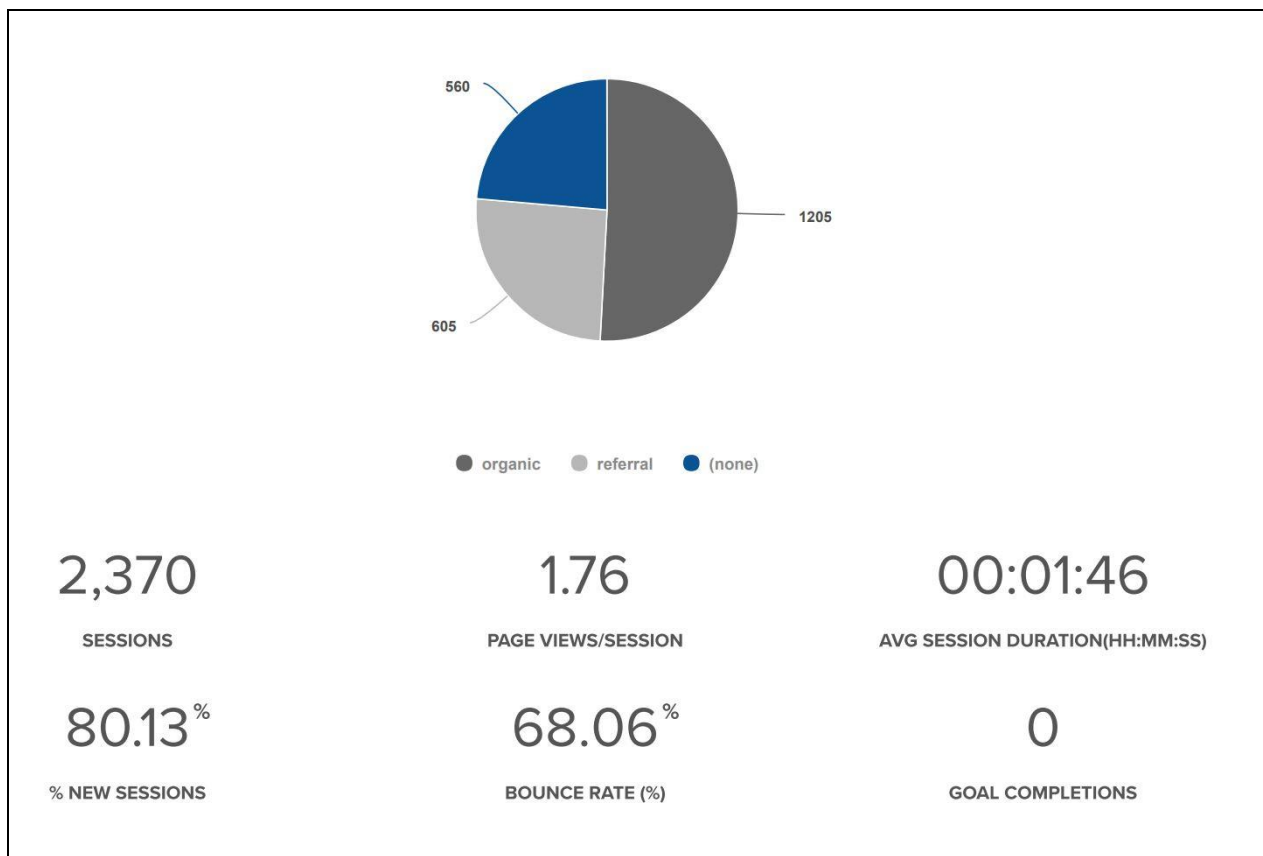 560
1205
605
organic referral (none)
2,370 1.76 00:01:46
SESSIONS PAGE VIEWS/SESSION AVG SESSION DURATION(HH:MM:SS)
80.13% 68.06% 0
% NEW SESSIONS BOUNCE RATE (%) GOAL COMPLETIONS